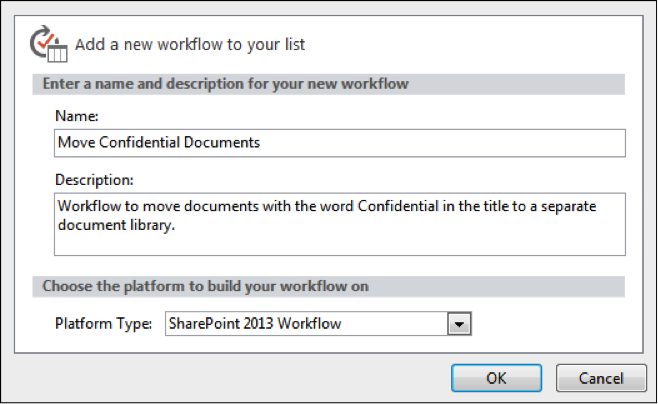 Add a new workflow to your list
Enter a name and description for your new workflow
Name:
Move Confidential Documents
Description:
Workflow to move documents with the word Confidential in the title to a separate
document library.
Choose the platform to build your workflow on
Platform Type: SharePoint 2013 Workflow
OK Cancel